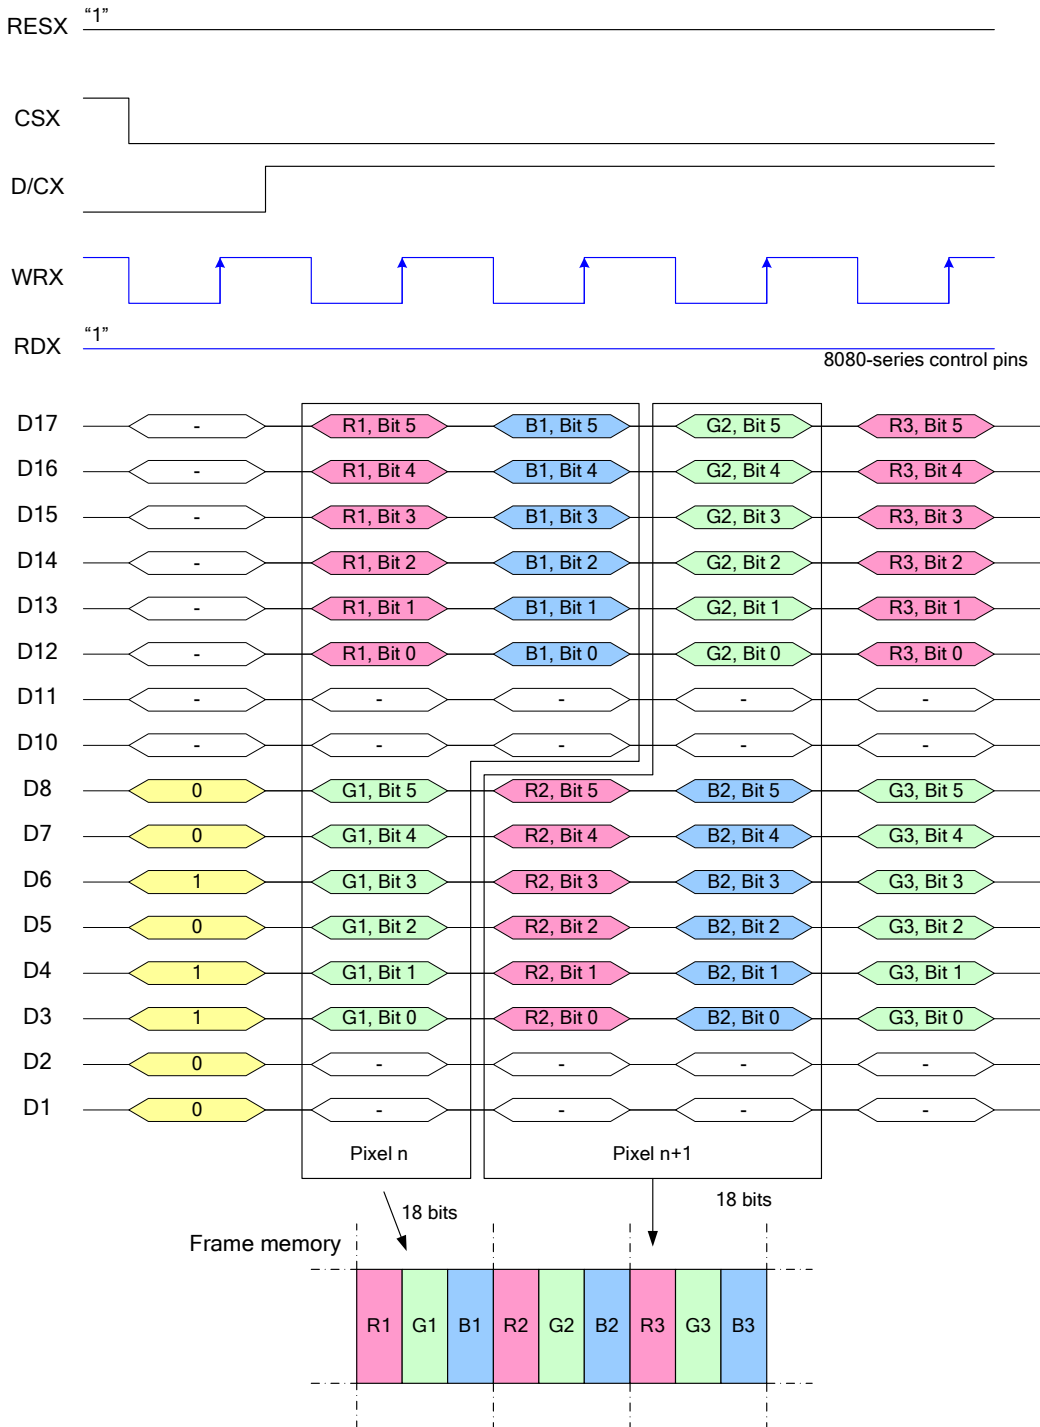 RESX “1”
CSX
D/CX
WRX
RDX “1”
8080-series control pins
D17 - R1, Bit 5 B1, Bit 5 G2, Bit 5 R3, Bit 5
D16 - R1, Bit 4 B1, Bit 4 G2, Bit 4 R3, Bit 4
D15 - R1, Bit 3 B1, Bit 3 G2, Bit 3 R3, Bit 3
D14 - R1, Bit 2 B1, Bit 2 G2, Bit 2 R3, Bit 2
D13 - R1, Bit 1 B1, Bit 1 G2, Bit 1 R3, Bit 1
D12 - R1, Bit 0 B1, Bit 0 G2, Bit 0 R3, Bit 0
D11 - - - - -
D10 - - - - -
D8 0 G1, Bit 5 R2, Bit 5 B2, Bit 5 G3, Bit 5
D7 0 G1, Bit 4 R2, Bit 4 B2, Bit 4 G3, Bit 4
D6 1 G1, Bit 3 R2, Bit 3 B2, Bit 3 G3, Bit 3
D5 0 G1, Bit 2 R2, Bit 2 B2, Bit 2 G3, Bit 2
D4 1 G1, Bit 1 R2, Bit 1 B2, Bit 1 G3, Bit 1
D3 1 G1, Bit 0 R2, Bit 0 B2, Bit 0 G3, Bit 0
D2 0 - - - -
D1 0 - - - -
Pixel n Pixel n+1
18 bits 18 bits
Frame memory
R1 G1 B1 R2 G2 B2 R3 G3 B3